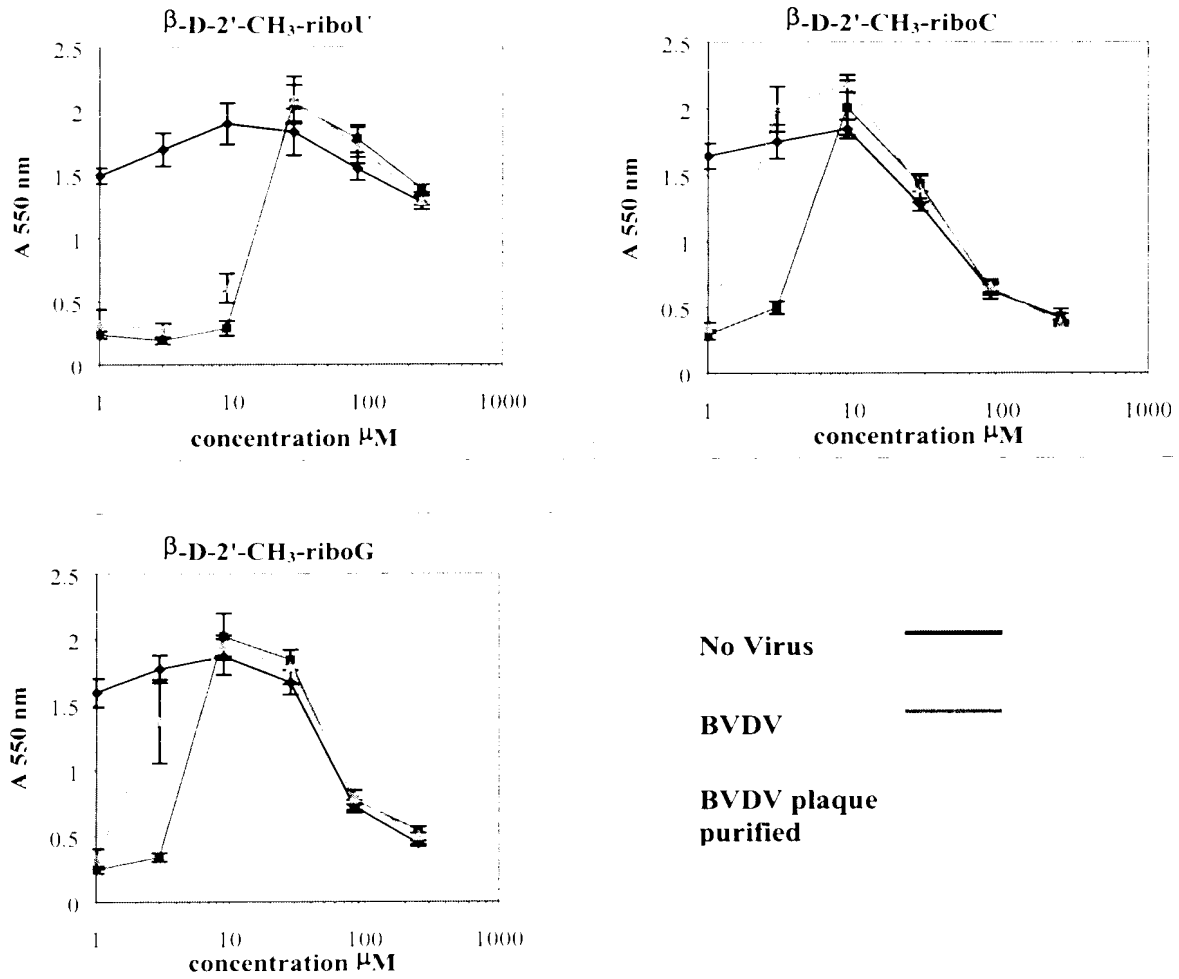 β-D-2'-CH₃-riboU
2.5
2
1.5
1
0.5
0
A 550 nm
1 10 100 1000
concentration μM
β-D-2'-CH₃-riboC
2.5
2
1.5
1
0.5
0
A 550 nm
1 10 100 1000
concentration μM
β-D-2'-CH₃-riboG
2.5
2
1.5
1
0.5
0
A 550 nm
1 10 100 1000
concentration μM
No Virus
BVDV
BVDV plaque
purified